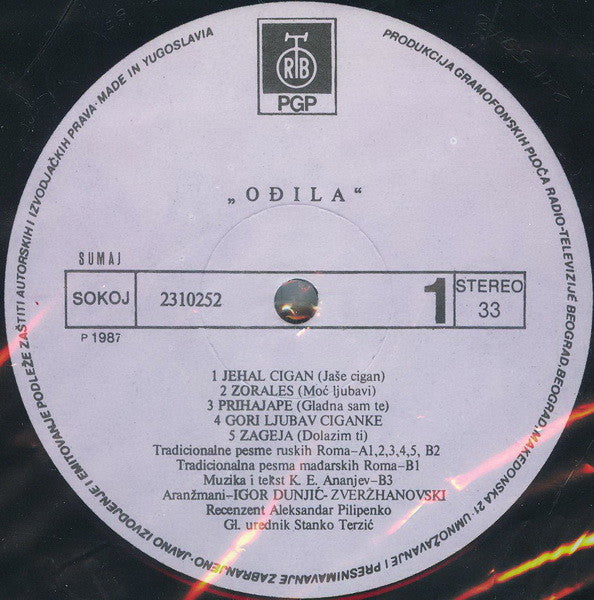 RTB
PGP
„OĐILA“
SUMAJ
SOKOJ 2310252 1 STEREO 33
P 1987
1 JEHAL CIGAN (Jaše cigan)
2 ZORALES (Moć ljubavi)
3 PRIHAJAPE (Gladna sam te)
4 GORI LJUBAV CIGANKE
5 ZAGEJA (Dolazim ti)
Tradicionalne pesme ruskih Roma–A1,2,3,4,5, B2
Tradicionalna pesma mađarskih Roma–B1
Muzika i tekst K. E. Ananjev–B3
Aranžmani–IGOR DUNJIĆ- ZVERŽHANOVSKI
Recenzent Aleksandar Pilipenko
Gl. urednik Stanko Terzić
PRODUKCIJA GRAMOFONSKIH PLOČA RADIO-TELEVIZIJE BEOGRAD, BEOGRAD, MAKEDONSKA 21 · UMNOŽAVANJE I PRESNIMAVANJE ZABRANJENO · JAVNO IZVODJENJE I EMITOVANJE PODLEŽE ZAŠTITI AUTORSKIH I IZVODJAČKIH PRAVA · MADE IN YUGOSLAVIA